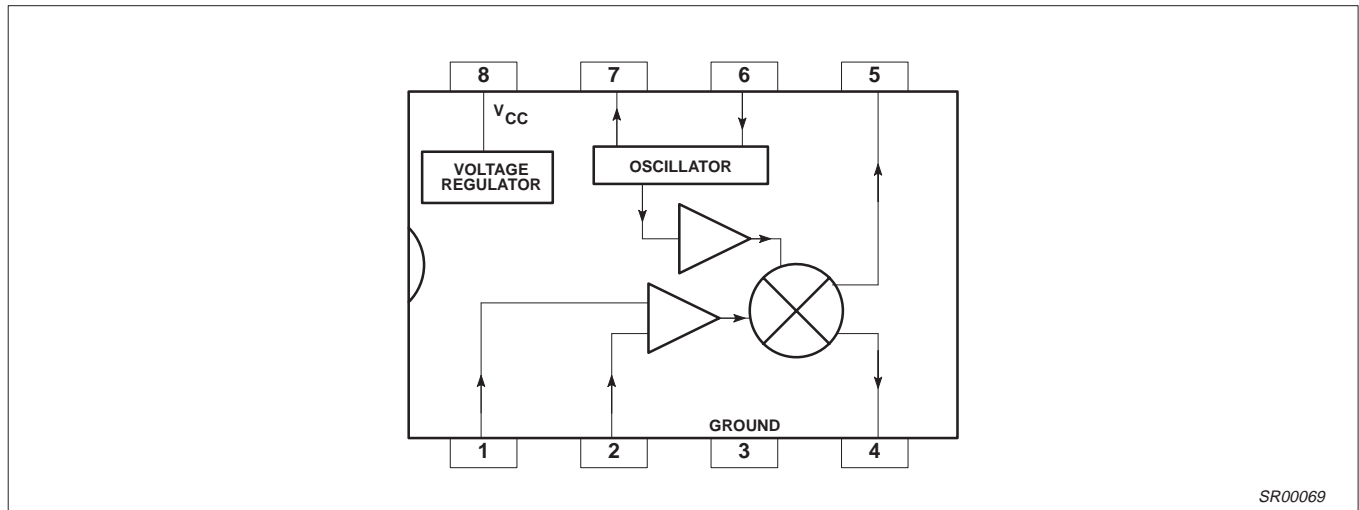 8 7 6 5
VCC
VOLTAGE
REGULATOR
OSCILLATOR
GROUND
1 2 3 4
SR00069